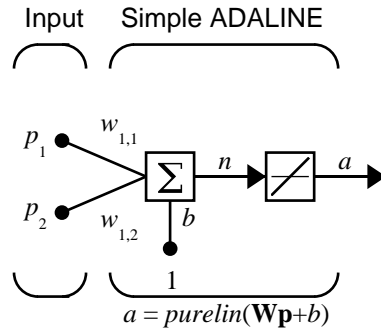 Input Simple ADALINE
p1 w1,1
Σ n a
p2 w1,2 b
1
a = purelin(Wp+b)